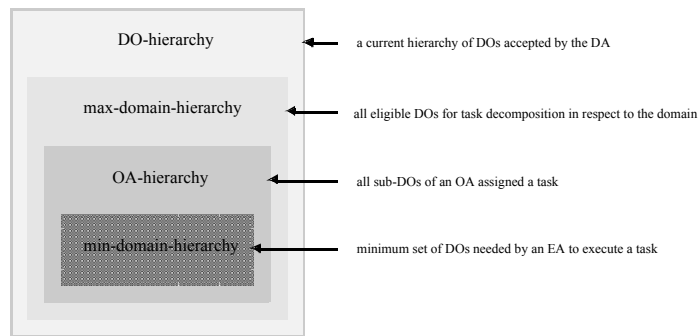 DO-hierarchy
a current hierarchy of DOs accepted by the DA
max-domain-hierarchy
all eligible DOs for task decomposition in respect to the domain
OA-hierarchy
all sub-DOs of an OA assigned a task
min-domain-hierarchy
minimum set of DOs needed by an EA to execute a task